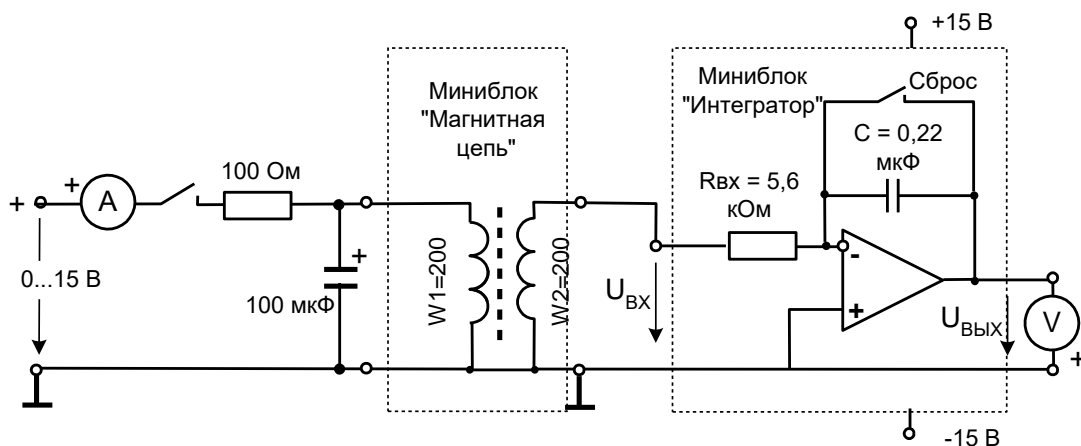 +15 В
Миниблок
"Магнитная
цепь"
Миниблок
"Интегратор"
Сброс
C = 0,22
мкФ
100 Ом
Rвх = 5,6
кОм
+
+
A
-
+
0...15 В
100 мкФ
+
W1=200
W2=200
UВХ
UВЫХ
V
+
-15 В